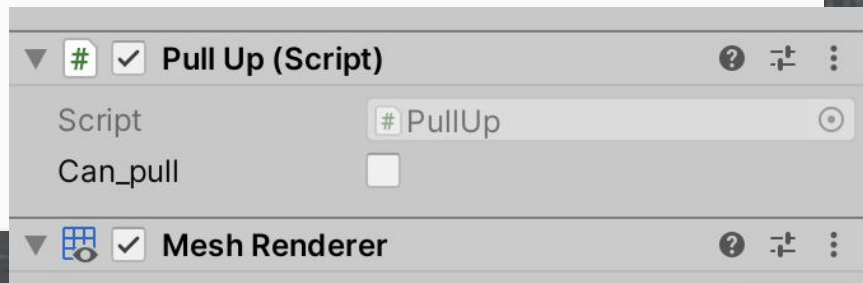 # Pull Up (Script)
Script # PullUp
Can_pull
Mesh Renderer